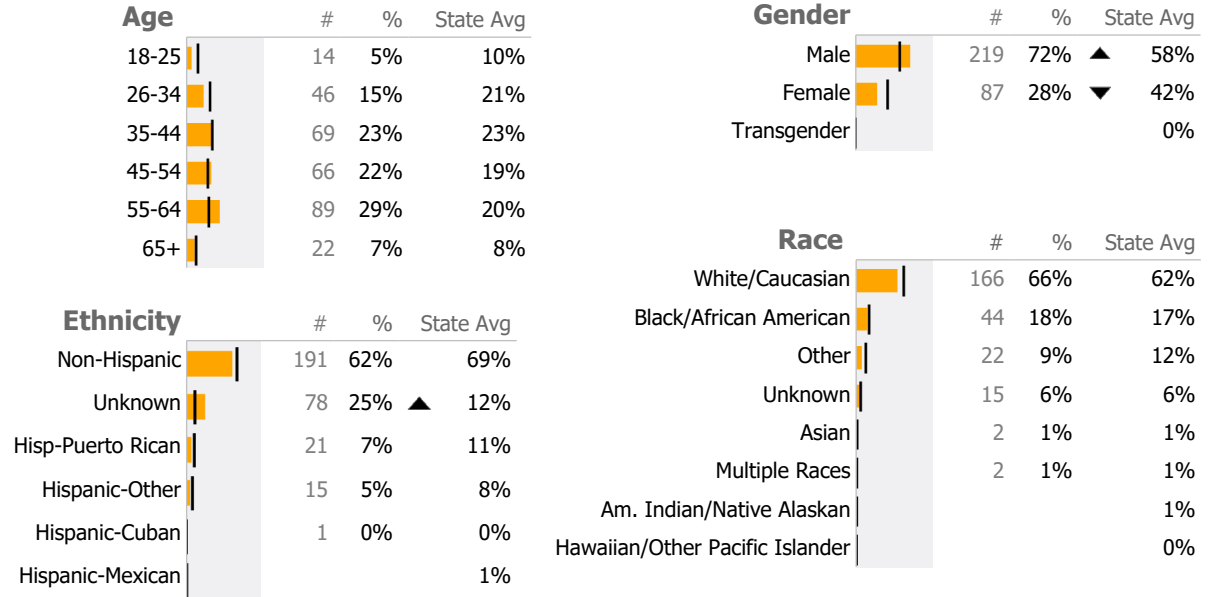 Age # % State Avg
18-25 14 5% 10%
26-34 46 15% 21%
35-44 69 23% 23%
45-54 66 22% 19%
55-64 89 29% 20%
65+ 22 7% 8%
Ethnicity # % State Avg
Non-Hispanic 191 62% 69%
Unknown 78 25% ▲ 12%
Hisp-Puerto Rican 21 7% 11%
Hispanic-Other 15 5% 8%
Hispanic-Cuban 1 0% 0%
Hispanic-Mexican 1%
Gender # % State Avg
Male 219 72% ▲ 58%
Female 87 28% ▼ 42%
Transgender 0%
Race # % State Avg
White/Caucasian 166 66% 62%
Black/African American 44 18% 17%
Other 22 9% 12%
Unknown 15 6% 6%
Asian 2 1% 1%
Multiple Races 2 1% 1%
Am. Indian/Native Alaskan 1%
Hawaiian/Other Pacific Islander 0%